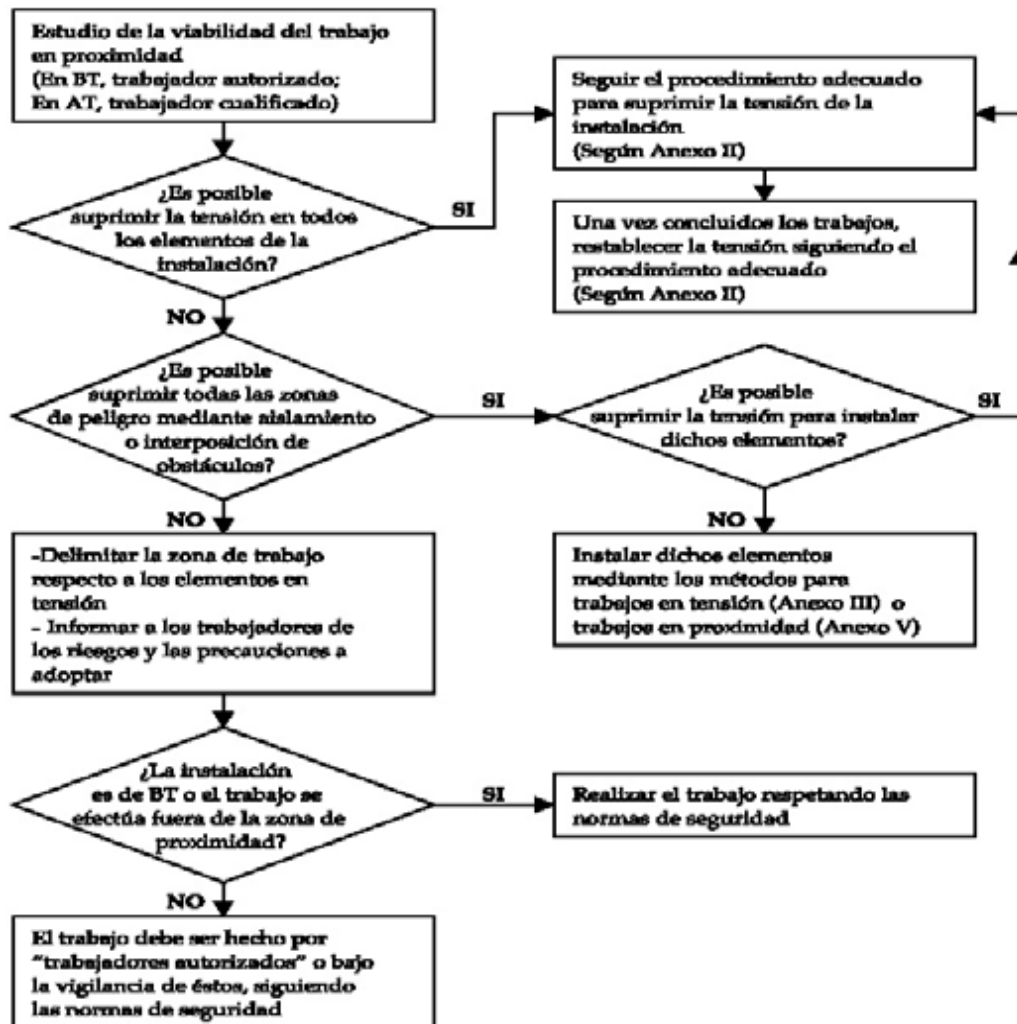 Estudio de la viabilidad del trabajo
en proximidad
(En BT, trabajador autorizado;
En AT, trabajador cualificado)
Seguir el procedimiento adecuado
para suprimir la tensión de la
instalación
(Según Anexo II)
¿Es posible
suprimir la tensión en todos
los elementos de la
instalación?
SI
Una vez concluidos los trabajos,
restablecer la tensión siguiendo el
procedimiento adecuado
(Según Anexo II)
NO
¿Es posible
suprimir todas las zonas
de peligro mediante aislamiento
o interposición de
obstáculos?
SI
¿Es posible
suprimir la tensión para instalar
dichos elementos?
SI
NO
NO
-Delimitar la zona de trabajo
respecto a los elementos en
tensión
- Informar a los trabajadores de
los riesgos y las precauciones a
adoptar
Instalar dichos elementos
mediante los métodos para
trabajos en tensión (Anexo III) o
trabajos en proximidad (Anexo V)
¿La instalación
es de BT o el trabajo se
efectúa fuera de la zona de
proximidad?
SI
Realizar el trabajo respetando las
normas de seguridad
NO
El trabajo debe ser hecho por
“trabajadores autorizados” o bajo
la vigilancia de éstos, siguiendo
las normas de seguridad